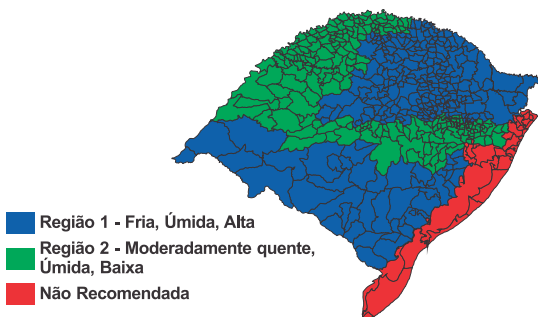 Região 1 - Fria, Úmida, Alta
Região 2 - Moderadamente quente,
Úmida, Baixa
Não Recomendada